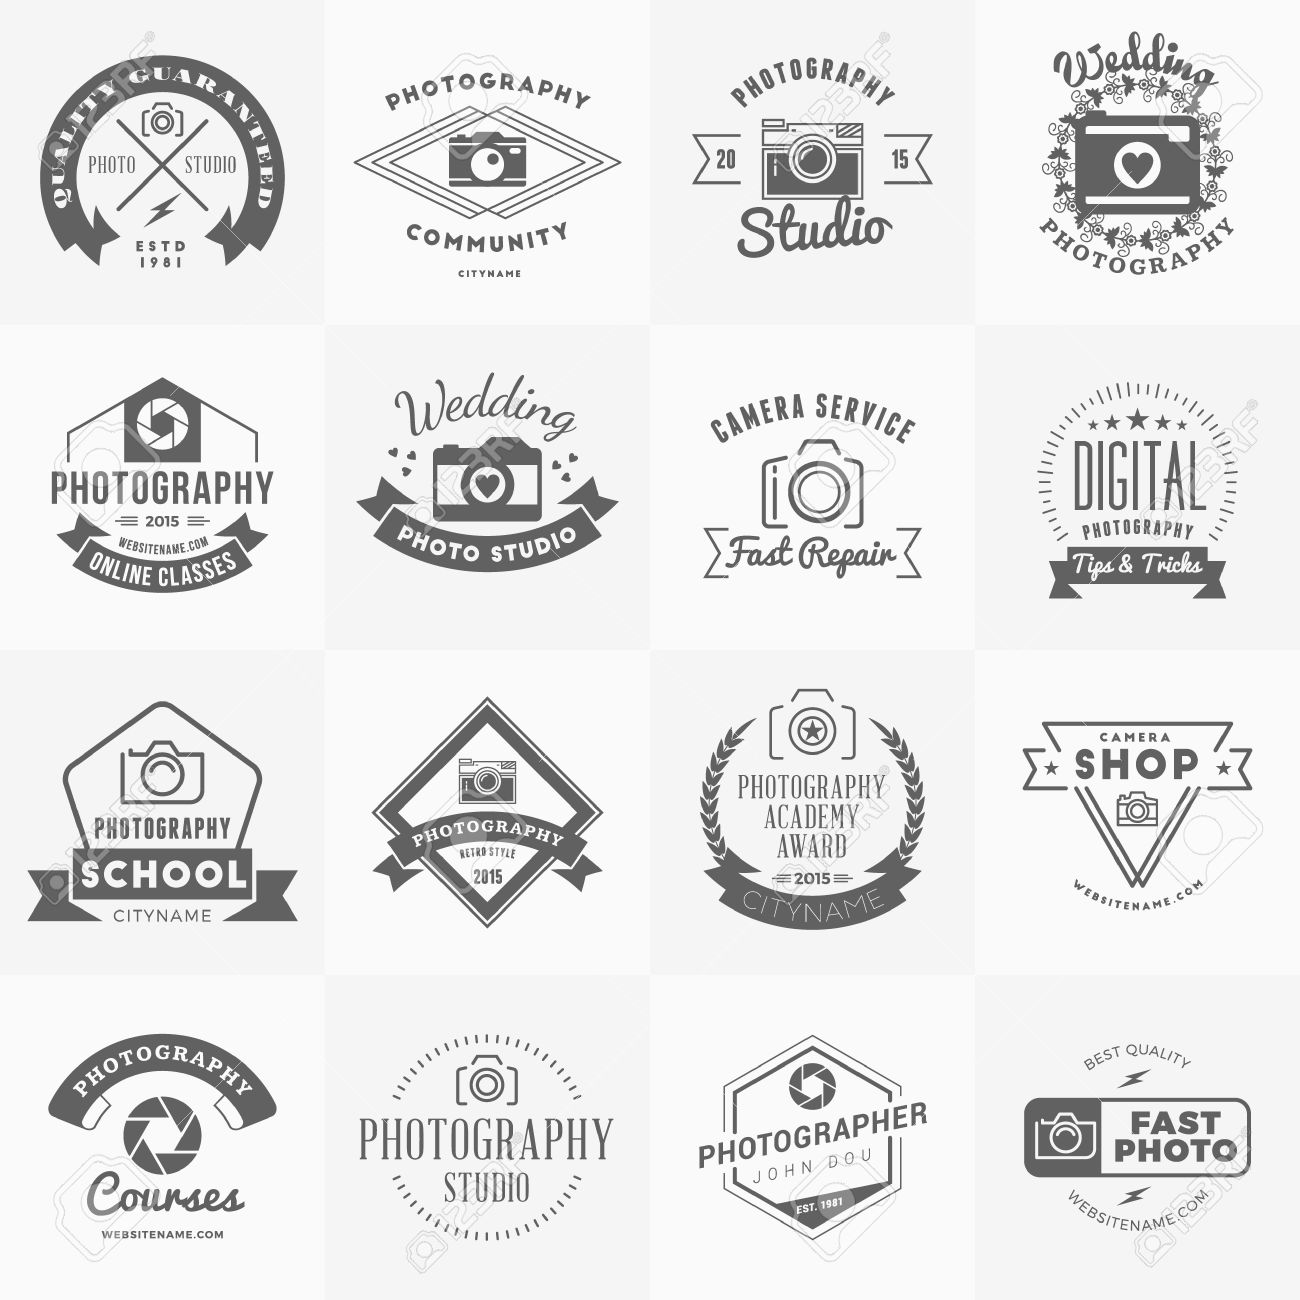 QUALITY GUARANTEED
PHOTO STUDIO
ESTD
1981
PHOTOGRAPHY
COMMUNITY
CITYNAME
PHOTOGRAPHY
20 15
Studio
Wedding
PHOTOGRAPHY
PHOTOGRAPHY
2015
WEBSITENAME.COM
ONLINE CLASSES
Wedding
PHOTO STUDIO
CAMERA SERVICE
Fast Repair
DIGITAL
PHOTOGRAPHY
Tips & Tricks
PHOTOGRAPHY
SCHOOL
CITYNAME
PHOTOGRAPHY
RETRO STYLE
2015
PHOTOGRAPHY
ACADEMY
AWARD
2015
CITYNAME
CAMERA
SHOP
WEBSITENAME.COM
PHOTOGRAPHY
Courses
WEBSITENAME.COM
PHOTOGRAPHY
STUDIO
PHOTOGRAPHER
JOHN DOU
EST. 1981
BEST QUALITY
FAST
PHOTO
WEBSITENAME.COM
123RF